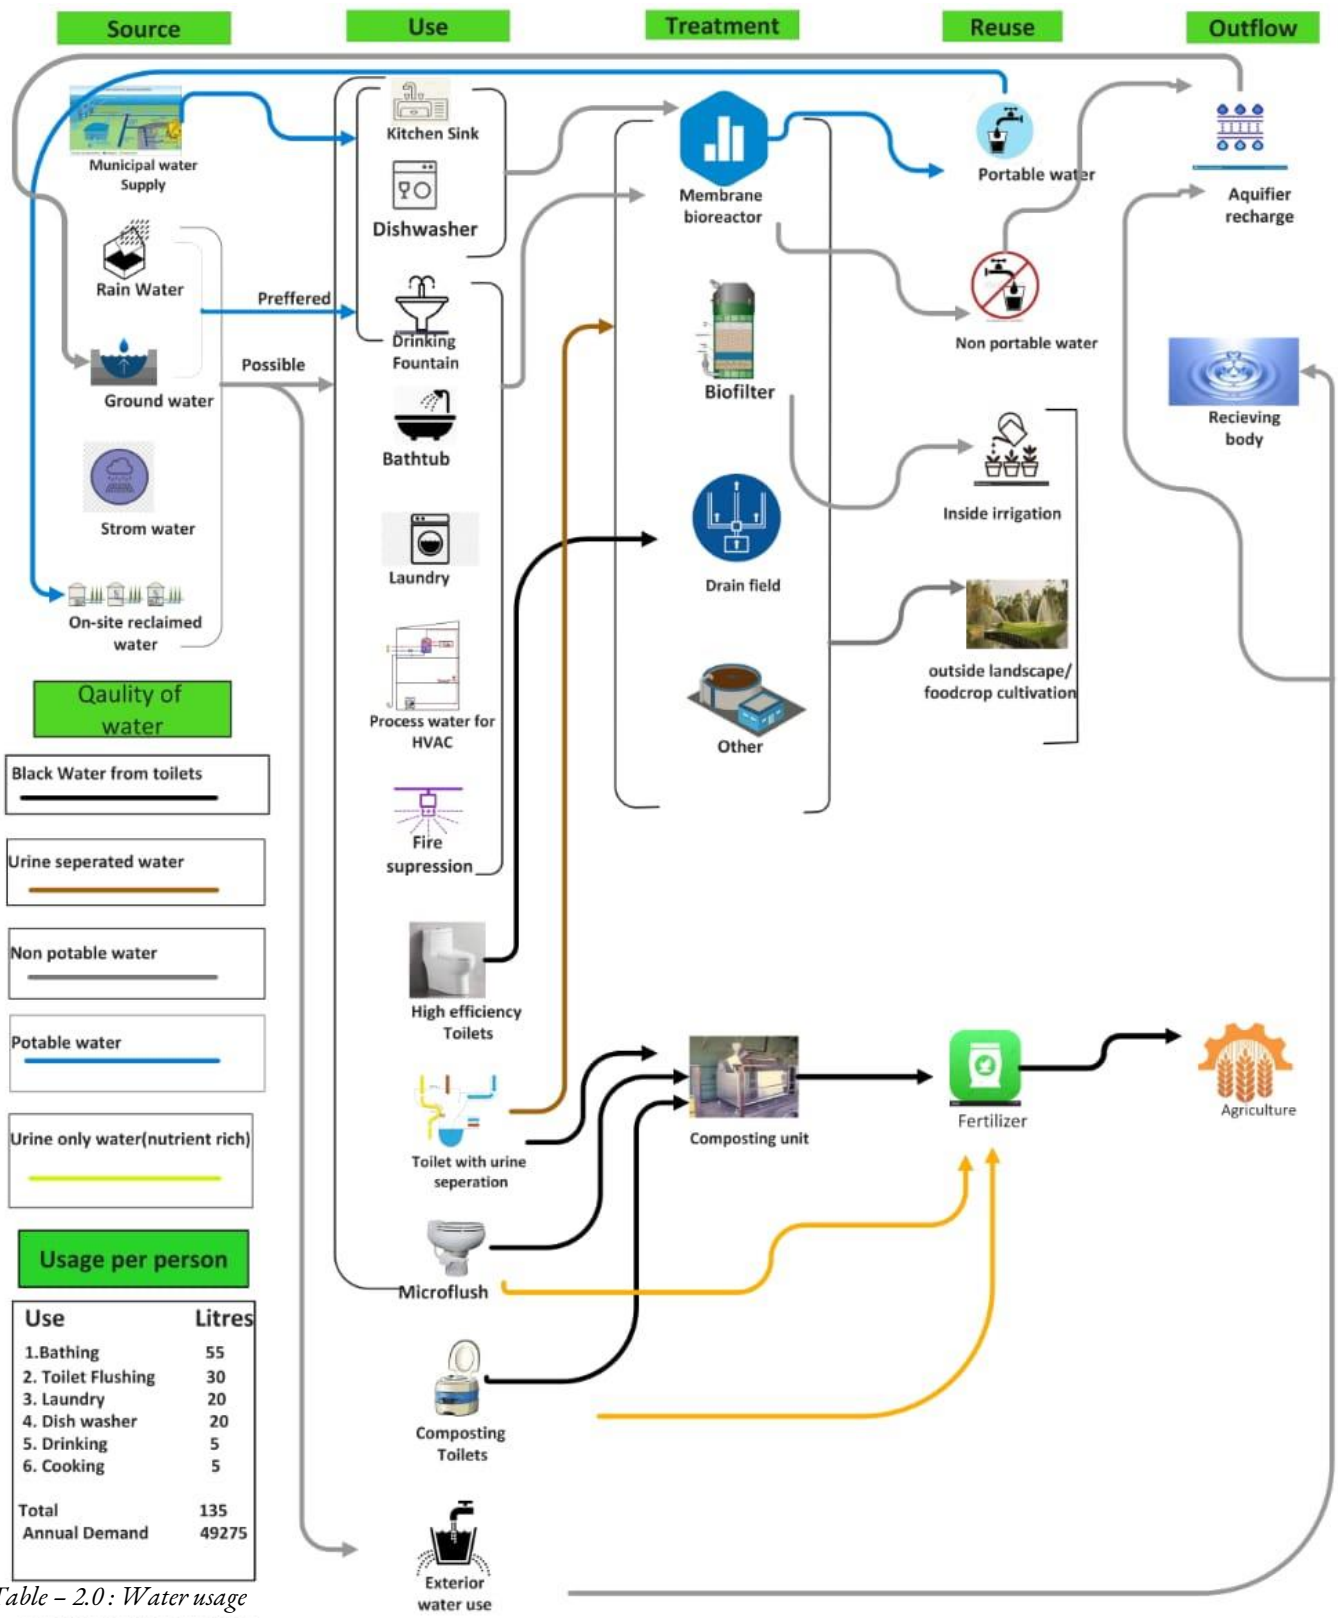 Source
Use
Treatment
Reuse
Outflow
Municipal water
Supply
Rain Water
Ground water
Strom water
On-site reclaimed
water
Preffered
Possible
Kitchen Sink
Dishwasher
Drinking
Fountain
Bathtub
Laundry
Process water for
HVAC
Fire
supression
High efficiency
Toilets
Toilet with urine
seperation
Microflush
Composting
Toilets
Exterior
water use
Membrane
bioreactor
Biofilter
Drain field
Other
Composting unit
Portable water
Non portable water
Inside irrigation
outside landscape/
foodcrop cultivation
Fertilizer
Aquifier
recharge
Recieving
body
Agriculture
Qaulity of
water
Black Water from toilets
Urine seperated water
Non potable water
Potable water
Urine only water(nutrient rich)
Usage per person
Use Litres
1.Bathing 55
2. Toilet Flushing 30
3. Laundry 20
4. Dish washer 20
5. Drinking 5
6. Cooking 5
Total 135
Annual Demand 49275
Table – 2.0 : Water usage